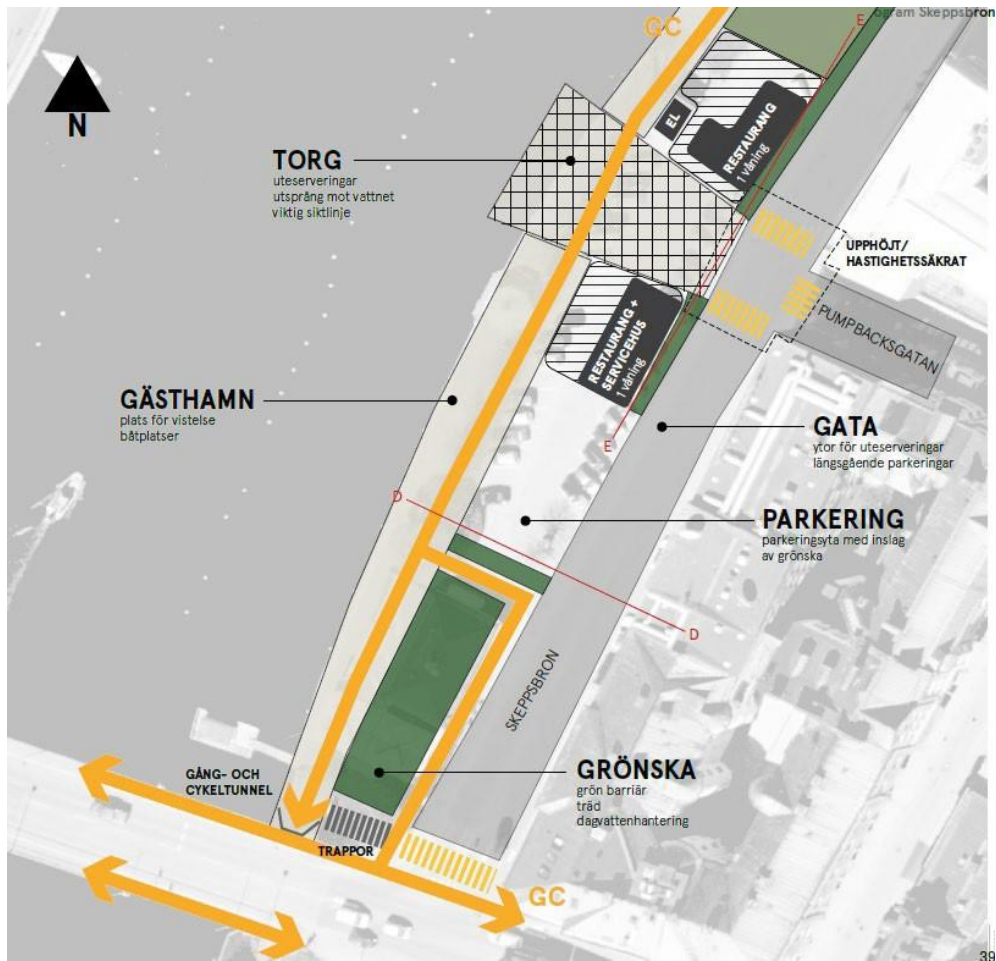 ogram Skeppsbron
GC
E
N
EL
RESTAURANG
1 våning
TORG
uteserveringar
utsprång mot vattnet
viktig siktlinje
UPPHÖJT/
HASTIGHETSSÄKRAT
PUMPBACKSGATAN
RESTAURANG +
SERVICEHUS
1 våning
GÄSTHAMN
plats för vistelse
båtplatser
GATA
ytor för uteserveringar
längsgående parkeringar
E
D
PARKERING
parkeringsyta med inslag
av grönska
D
SKEPPSBRON
GRÖNSKA
grön barriär
träd
dagvattenhantering
GÅNG- OCH
CYKELTUNNEL
TRAPPOR
GC
39